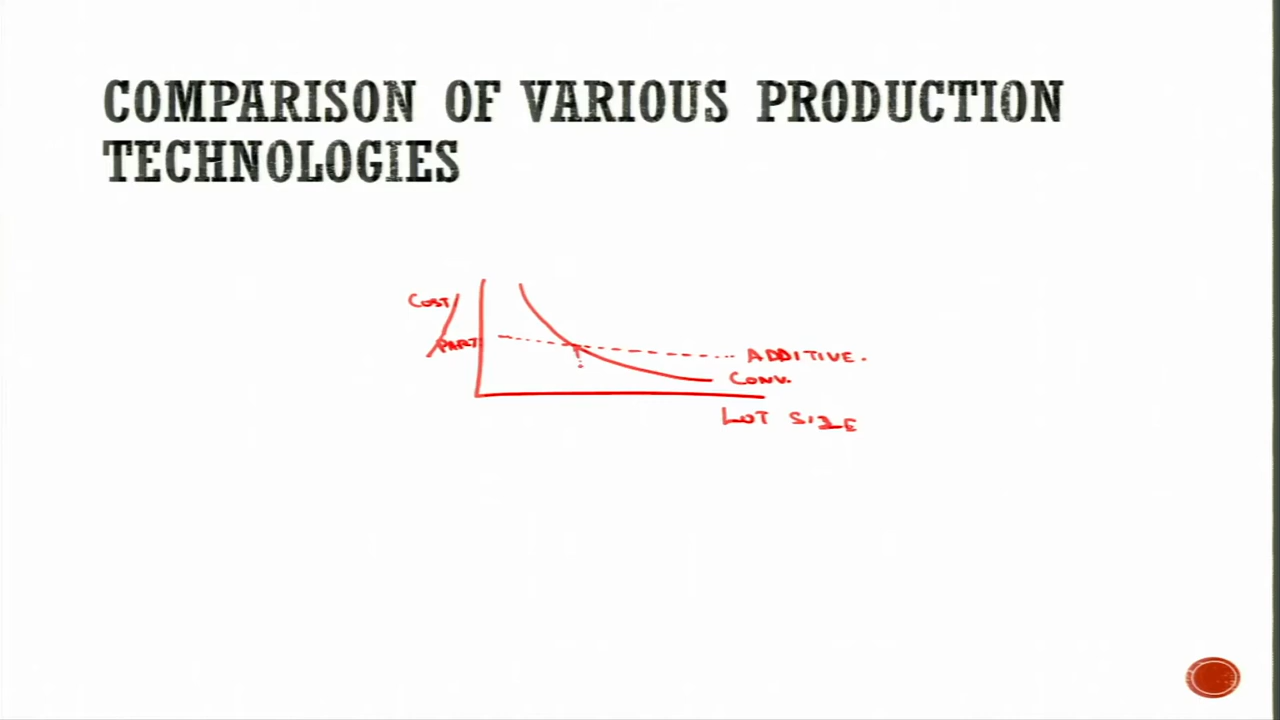 COMPARISON OF VARIOUS PRODUCTION
TECHNOLOGIES
COST/
PART
ADDITIVE.
CONV.
LOT SIZE